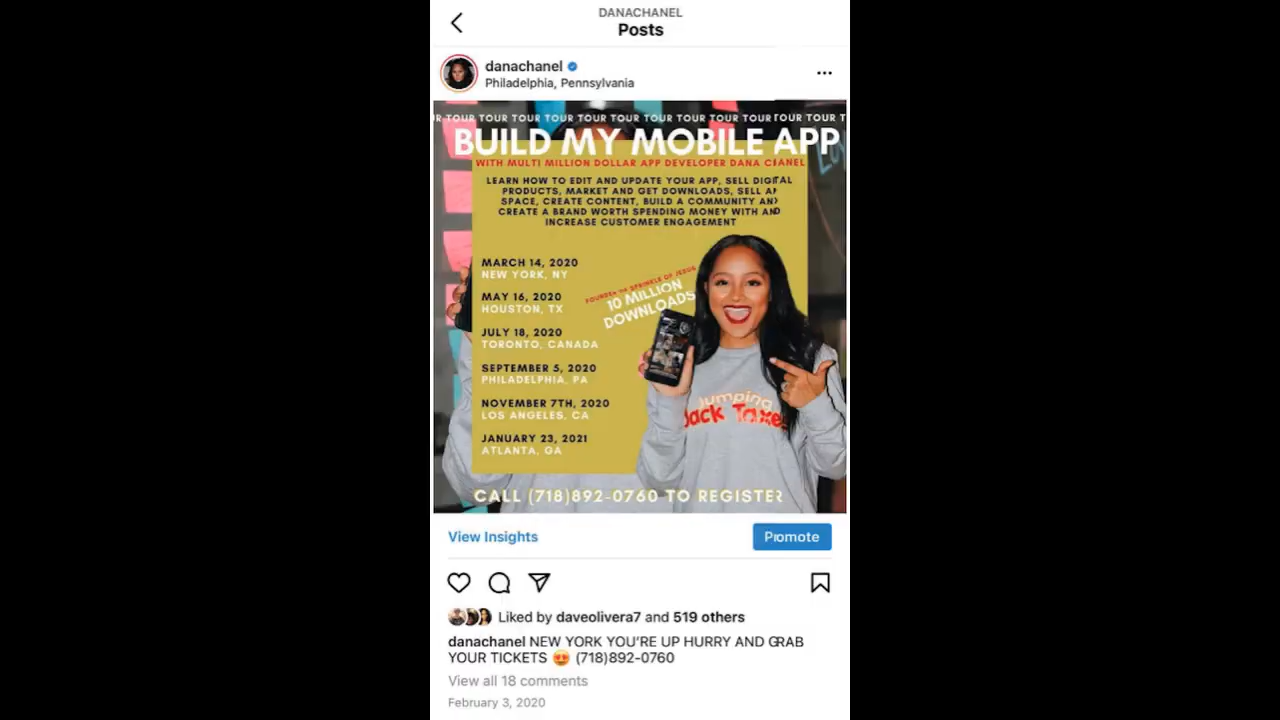 DANACHANEL
Posts
danachanel
Philadelphia, Pennsylvania
TOUR TOUR TOUR TOUR TOUR TOUR TOUR TOUR TOUR TOUR TOUR
BUILD MY MOBILE APP
WITH MULTI MILLION DOLLAR APP DEVELOPER DANA CHANEL
LEARN HOW TO EDIT AND UPDATE YOUR APP, SELL DIGITAL
PRODUCTS, MARKET AND GET DOWNLOADS, SELL AD
SPACE, CREATE CONTENT, BUILD A COMMUNITY AND
CREATE A BRAND WORTH SPENDING MONEY WITH AND
INCREASE CUSTOMER ENGAGEMENT
MARCH 14, 2020
NEW YORK, NY
MAY 16, 2020
HOUSTON, TX
JULY 18, 2020
TORONTO, CANADA
SEPTEMBER 5, 2020
PHILADELPHIA, PA
NOVEMBER 7TH, 2020
LOS ANGELES, CA
JANUARY 23, 2021
ATLANTA, GA
FOUNDER OF SPRINKLE OF JESUS
10 MILLION
DOWNLOADS
Jumping
Jack Taxes
CALL (718)892-0760 TO REGISTER
View Insights
Promote
Liked by daveolivera7 and 519 others
danachanel NEW YORK YOU'RE UP HURRY AND GRAB
YOUR TICKETS 😍 (718)892-0760
View all 18 comments
February 3, 2020